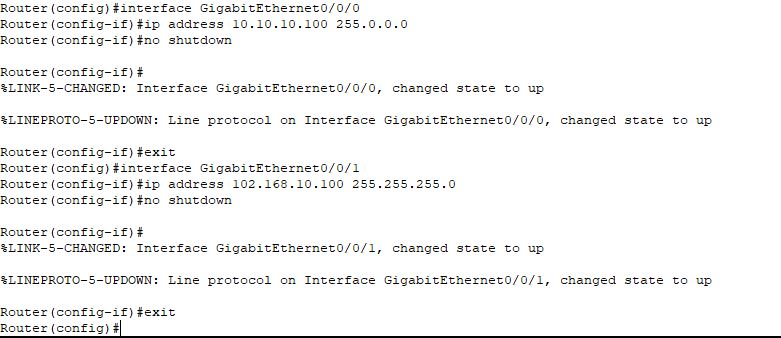 Router(config)#interface GigabitEthernet0/0/0
Router(config-if)#ip address 10.10.10.100 255.0.0.0
Router(config-if)#no shutdown
Router(config-if)#
%LINK-5-CHANGED: Interface GigabitEthernet0/0/0, changed state to up
%LINEPROTO-5-UPDOWN: Line protocol on Interface GigabitEthernet0/0/0, changed state to up
Router(config-if)#exit
Router(config)#interface GigabitEthernet0/0/1
Router(config-if)#ip address 102.168.10.100 255.255.255.0
Router(config-if)#no shutdown
Router(config-if)#
%LINK-5-CHANGED: Interface GigabitEthernet0/0/1, changed state to up
%LINEPROTO-5-UPDOWN: Line protocol on Interface GigabitEthernet0/0/1, changed state to up
Router(config-if)#exit
Router(config)#